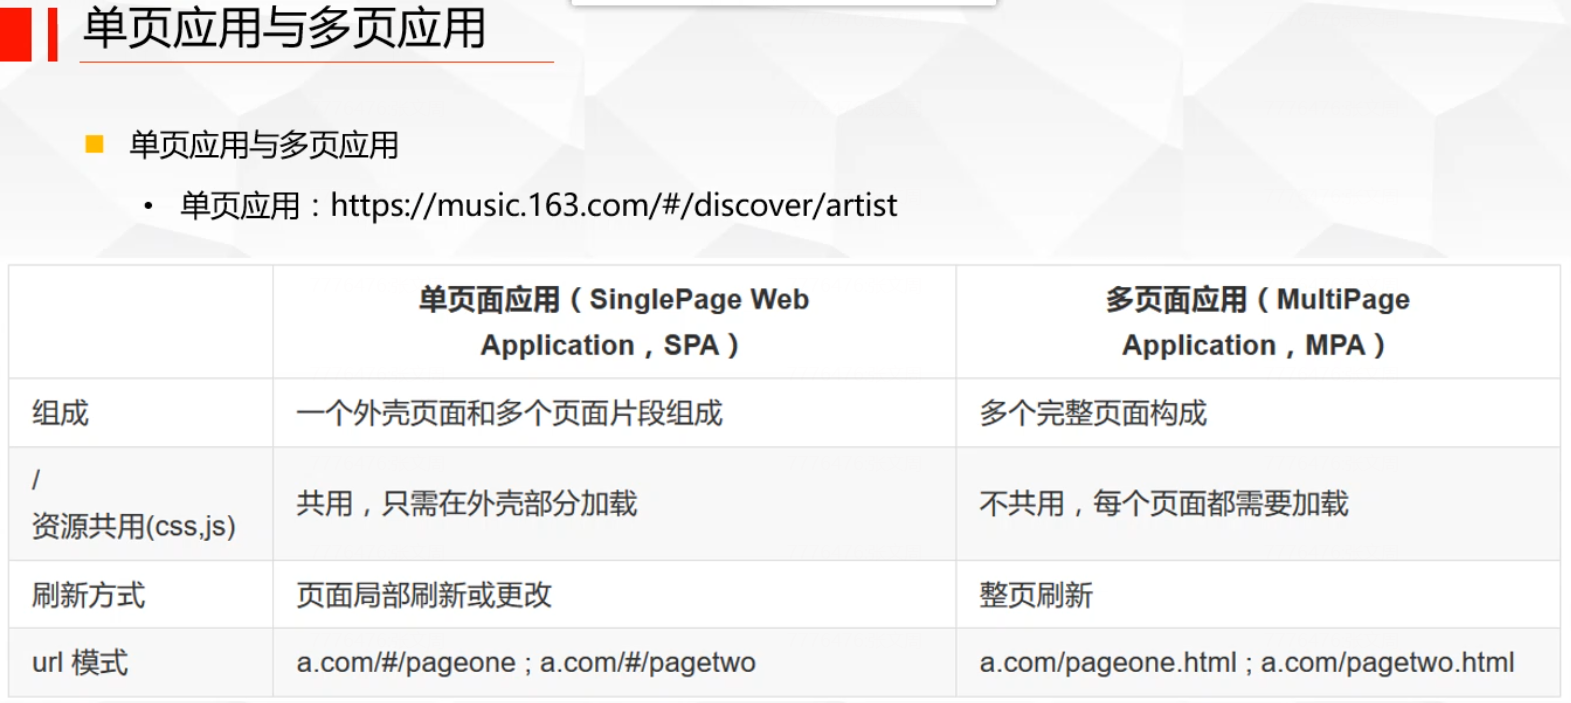 单页应用与多页应用
单页应用与多页应用
• 单页应用：https://music.163.com/#/discover/artist
单页面应用（SinglePage Web
Application，SPA）
多页面应用（MultiPage
Application，MPA）
组成
一个外壳页面和多个页面片段组成
多个完整页面构成
/
资源共用(css,js)
共用，只需在外壳部分加载
不共用，每个页面都需要加载
刷新方式
页面局部刷新或更改
整页刷新
url 模式
a.com/#/pageone ; a.com/#/pagetwo
a.com/pageone.html ; a.com/pagetwo.html